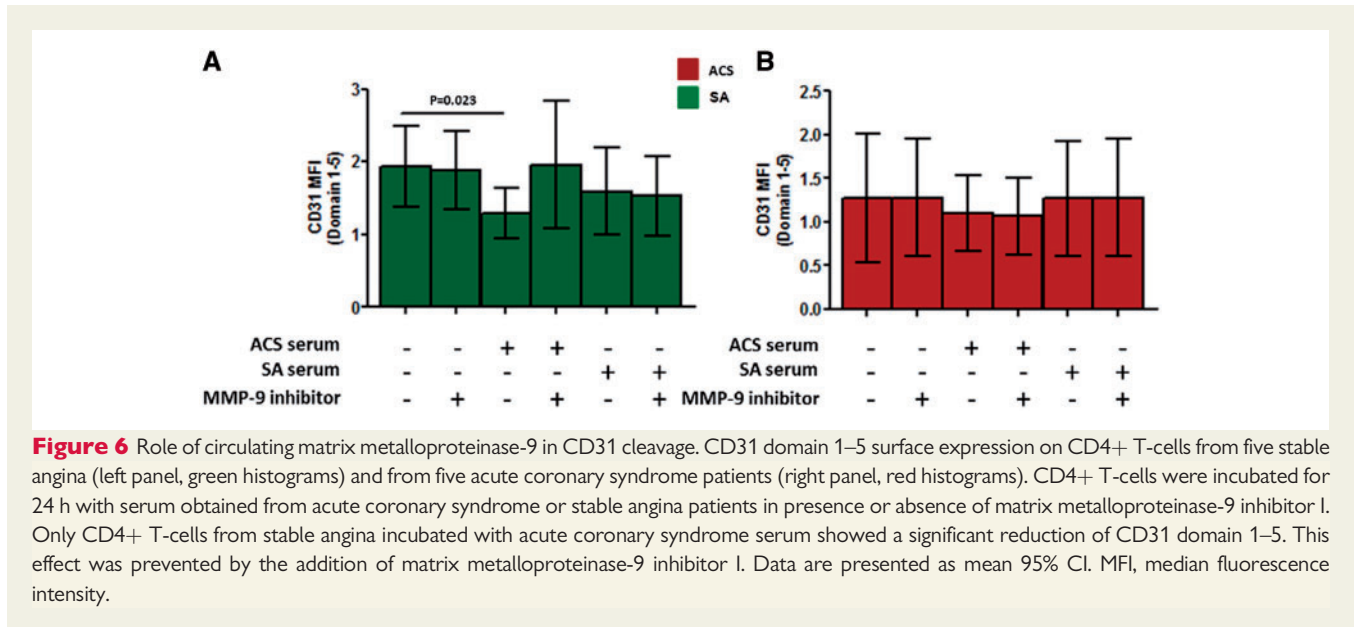 A
ACS
SA
B
3
2
1
0
CD31 MFI
(Domain 1-5)
P=0.023
2.5
2.0
1.5
1.0
0.5
0.0
CD31 MFI
(Domain 1-5)
ACS serum - - + + - -
SA serum - - - - + +
MMP-9 inhibitor - + - + - +
ACS serum - - + + - -
SA serum - - - - + +
MMP-9 inhibitor - + - + - +
Figure 6 Role of circulating matrix metalloproteinase-9 in CD31 cleavage. CD31 domain 1–5 surface expression on CD4+ T-cells from five stable
angina (left panel, green histograms) and from five acute coronary syndrome patients (right panel, red histograms). CD4+ T-cells were incubated for
24 h with serum obtained from acute coronary syndrome or stable angina patients in presence or absence of matrix metalloproteinase-9 inhibitor I.
Only CD4+ T-cells from stable angina incubated with acute coronary syndrome serum showed a significant reduction of CD31 domain 1–5. This
effect was prevented by the addition of matrix metalloproteinase-9 inhibitor I. Data are presented as mean 95% CI. MFI, median fluorescence
intensity.